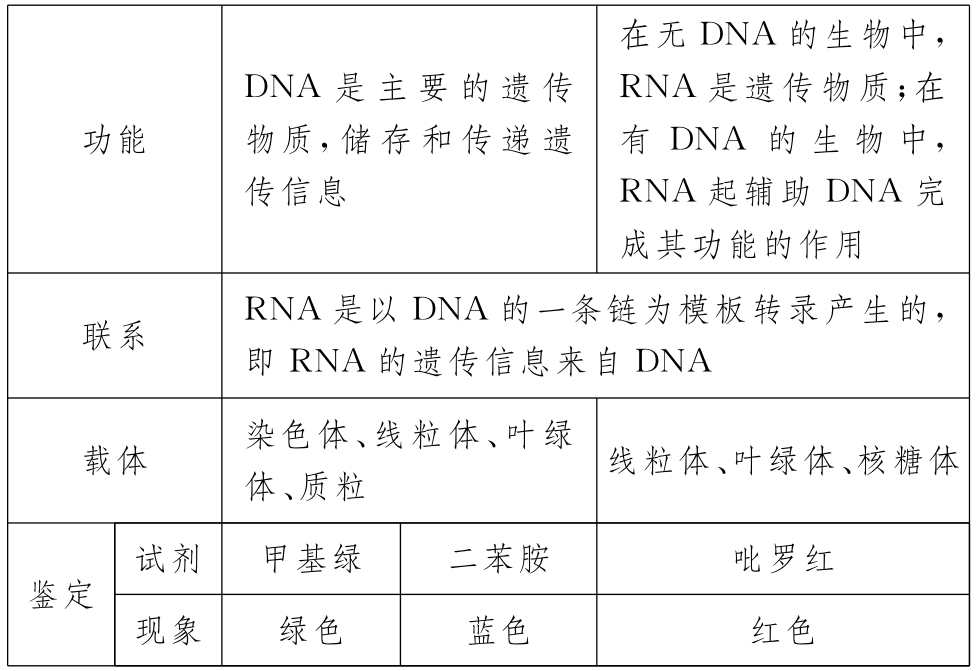 功能
DNA 是主要的遗传
物质,储存和传递遗
传信息
在无 DNA 的生物中,
RNA 是遗传物质;在
有 DNA 的生物中,
RNA 起辅助 DNA 完
成其功能的作用
联系
RNA 是以 DNA 的一条链为模板转录产生的,
即 RNA 的遗传信息来自 DNA
载体
染色体、线粒体、叶绿
体、质粒
线粒体、叶绿体、核糖体
鉴定
试剂
甲基绿
二苯胺
吡罗红
现象
绿色
蓝色
红色